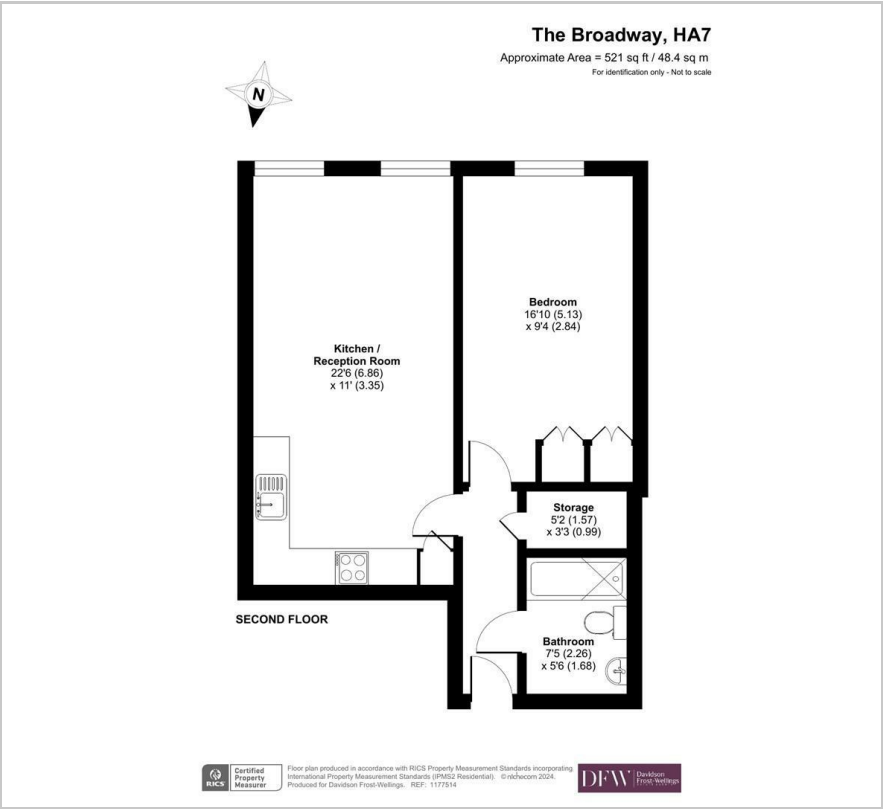 The Broadway, HA7
Approximate Area = 521 sq ft / 48.4 sq m
For identification only - Not to scale
N
Bedroom
16'10 (5.13)
x 9'4 (2.84)
Kitchen /
Reception Room
22'6 (6.86)
x 11' (3.35)
Storage
5'2 (1.57)
x 3'3 (0.99)
SECOND FLOOR
Bathroom
7'5 (2.26)
x 5'6 (1.68)
RICS
Certified
Property
Measurer
Floor plan produced in accordance with RICS Property Measurement Standards incorporating
International Property Measurement Standards (IPMS2 Residential). © nichecom 2024.
Produced for Davidson Frost-Wellings. REF: 1177514
DFW
Davidson
Frost-Wellings